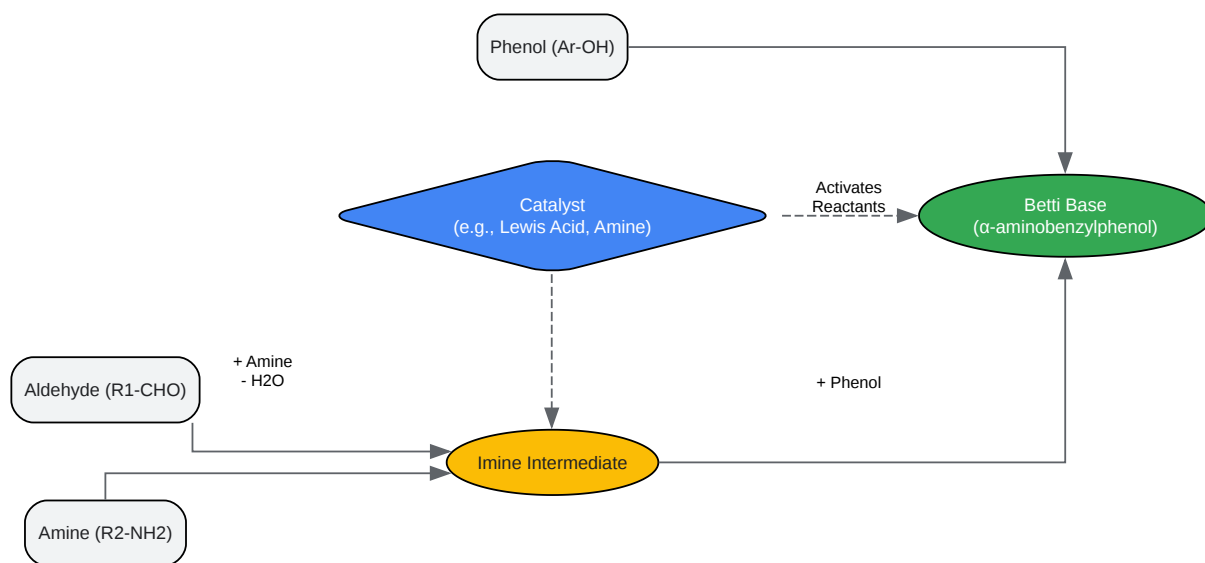 Phenol (Ar-OH)
Catalyst
(e.g., Lewis Acid, Amine)
Activates
Reactants
Betti Base
(α-aminobenzylphenol)
Aldehyde (R1-CHO)
+ Amine
- H2O
+ Phenol
Imine Intermediate
Amine (R2-NH2)